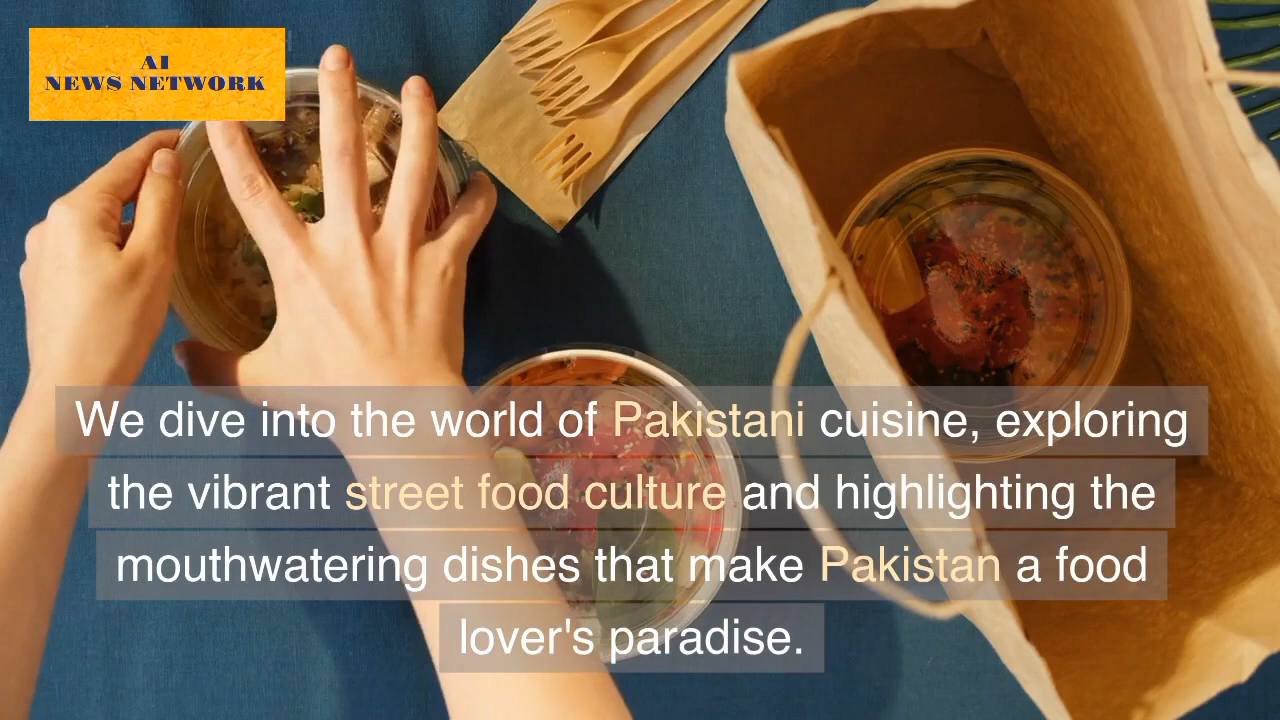 AI
NEWS NETWORK
We dive into the world of Pakistani cuisine, exploring
the vibrant street food culture and highlighting the
mouthwatering dishes that make Pakistan a food
lover's paradise.